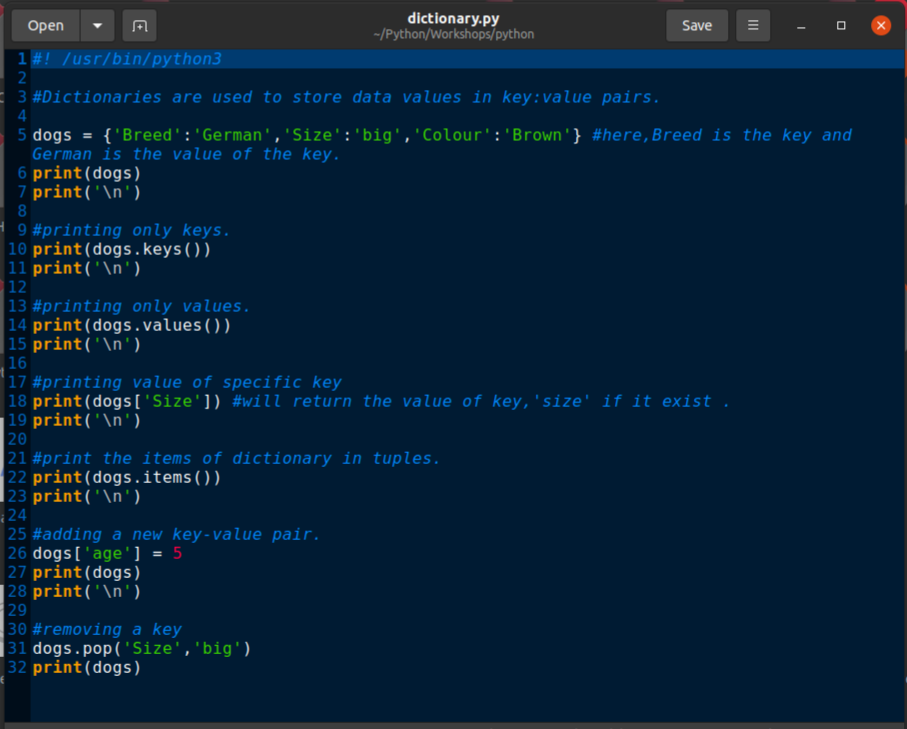 Open
dictionary.py
~/Python/Workshops/python
Save
1 #! /usr/bin/python3
2
3 #Dictionaries are used to store data values in key:value pairs.
4
5 dogs = {'Breed':'German','Size':'big','Colour':'Brown'} #here,Breed is the key and
German is the value of the key.
6 print(dogs)
7 print('\n')
8
9 #printing only keys.
10 print(dogs.keys())
11 print('\n')
12
13 #printing only values.
14 print(dogs.values())
15 print('\n')
16
17 #printing value of specific key
18 print(dogs['Size']) #will return the value of key,'size' if it exist .
19 print('\n')
20
21 #print the items of dictionary in tuples.
22 print(dogs.items())
23 print('\n')
24
25 #adding a new key-value pair.
26 dogs['age'] = 5
27 print(dogs)
28 print('\n')
29
30 #removing a key
31 dogs.pop('Size','big')
32 print(dogs)